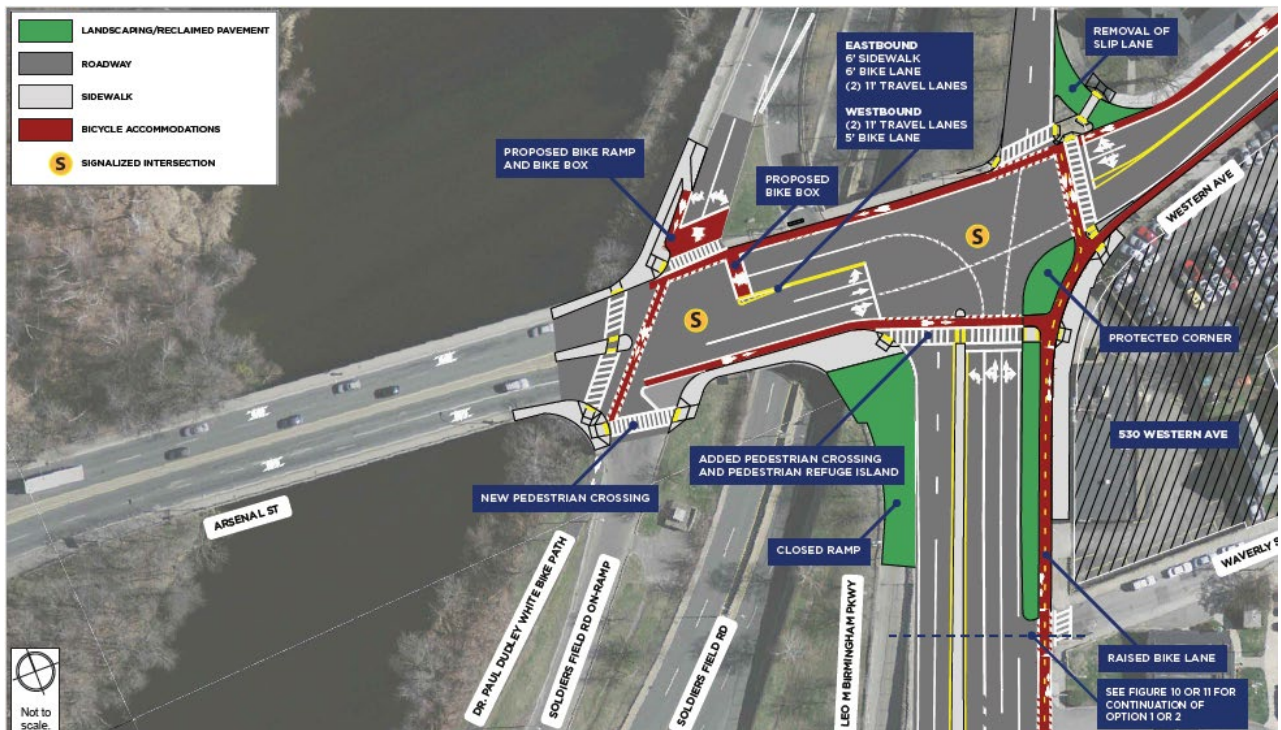 LANDSCAPING/RECLAIMED PAVEMENT
ROADWAY
SIDEWALK
BICYCLE ACCOMMODATIONS
S
SIGNALIZED INTERSECTION
REMOVAL OF
SLIP LANE
EASTBOUND
6' SIDEWALK
6' BIKE LANE
(2) 11' TRAVEL LANES
WESTBOUND
(2) 11' TRAVEL LANES
5' BIKE LANE
PROPOSED BIKE RAMP
AND BIKE BOX
PROPOSED
BIKE BOX
WESTERN AVE
S
S
PROTECTED CORNER
530 WESTERN AVE
ADDED PEDESTRIAN CROSSING
AND PEDESTRIAN REFUGE ISLAND
NEW PEDESTRIAN CROSSING
ARSENAL ST
CLOSED RAMP
WAVERLY S
DR. PAUL DUDLEY WHITE BIKE PATH
SOLDIERS FIELD RD ON-RAMP
SOLDIERS FIELD RD
LEO M BIRMINGHAM PKWY
RAISED BIKE LANE
SEE FIGURE 10 OR 11 FOR
CONTINUATION OF
OPTION 1 OR 2
Not to
scale.